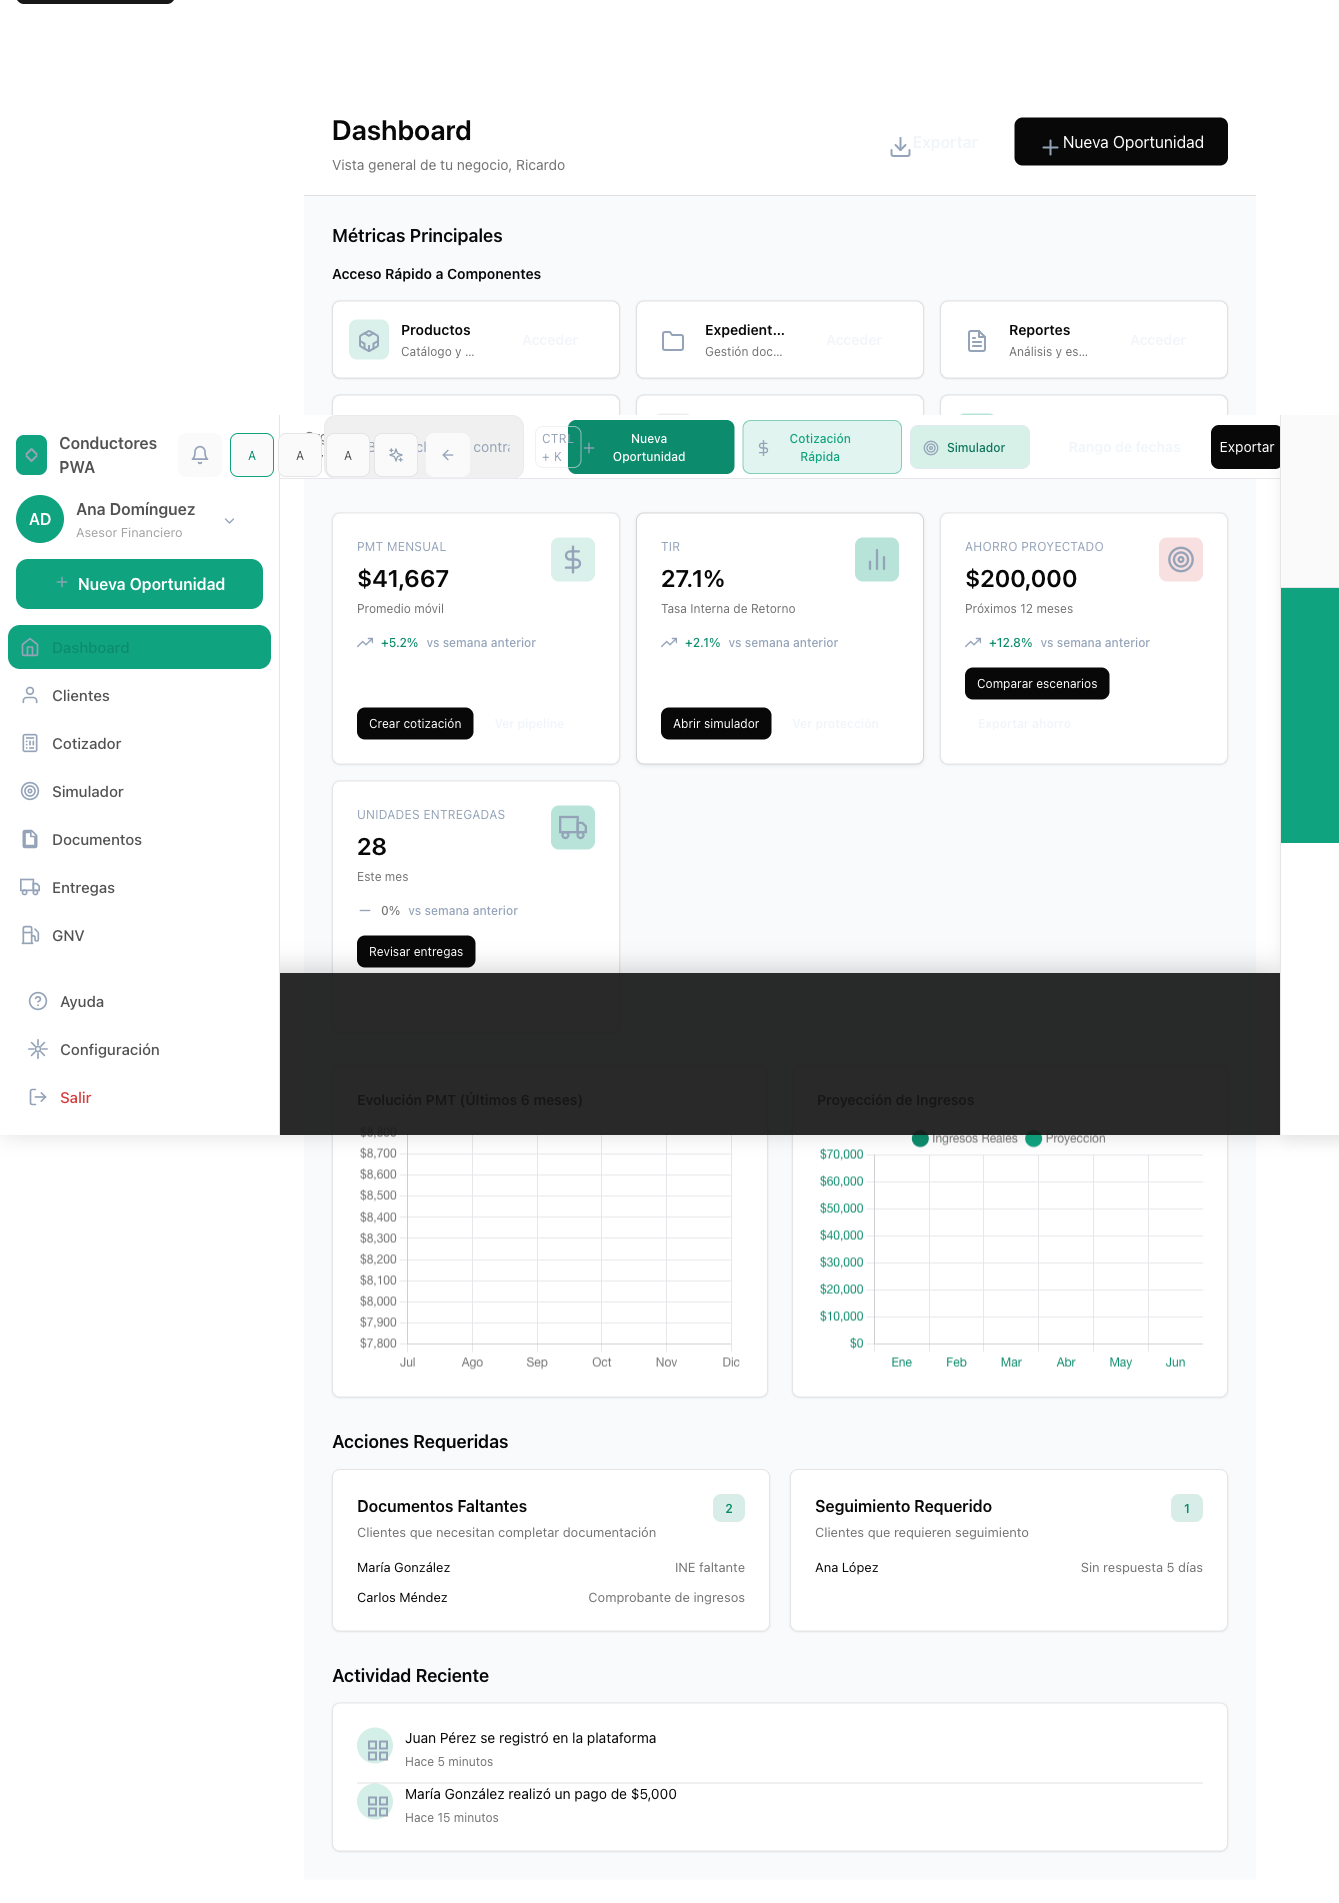 Dashboard
Vista general de tu negocio, Ricardo
Exportar
Nueva Oportunidad
Métricas Principales
Acceso Rápido a Componentes
Productos
Catálogo y ...
Acceder
Expedient...
Gestión doc...
Acceder
Reportes
Análisis y es...
Acceder
Conductores
PWA
A
A
A
contra
CTRL
+ K
Nueva
Oportunidad
Cotización
Rápida
Simulador
Rango de fechas
Exportar
AD
Ana Domínguez
Asesor Financiero
Nueva Oportunidad
Dashboard
Clientes
Cotizador
Simulador
Documentos
Entregas
GNV
Ayuda
Configuración
Salir
PMT MENSUAL
$41,667
Promedio móvil
+5.2% vs semana anterior
Crear cotización
Ver pipeline
TIR
27.1%
Tasa Interna de Retorno
+2.1% vs semana anterior
Abrir simulador
Ver protección
AHORRO PROYECTADO
$200,000
Próximos 12 meses
+12.8% vs semana anterior
Comparar escenarios
Exportar ahorro
UNIDADES ENTREGADAS
28
Este mes
0% vs semana anterior
Revisar entregas
Evolución PMT (Últimos 6 meses)
$8,800
$8,700
$8,600
$8,500
$8,400
$8,300
$8,200
$8,100
$8,000
$7,900
$7,800
Jul Ago Sep Oct Nov Dic
Proyección de Ingresos
Ingresos Reales Proyección
$70,000
$60,000
$50,000
$40,000
$30,000
$20,000
$10,000
$0
Ene Feb Mar Abr May Jun
Acciones Requeridas
Documentos Faltantes
2
Clientes que necesitan completar documentación
María González INE faltante
Carlos Méndez Comprobante de ingresos
Seguimiento Requerido
1
Clientes que requieren seguimiento
Ana López Sin respuesta 5 días
Actividad Reciente
Juan Pérez se registró en la plataforma
Hace 5 minutos
María González realizó un pago de $5,000
Hace 15 minutos